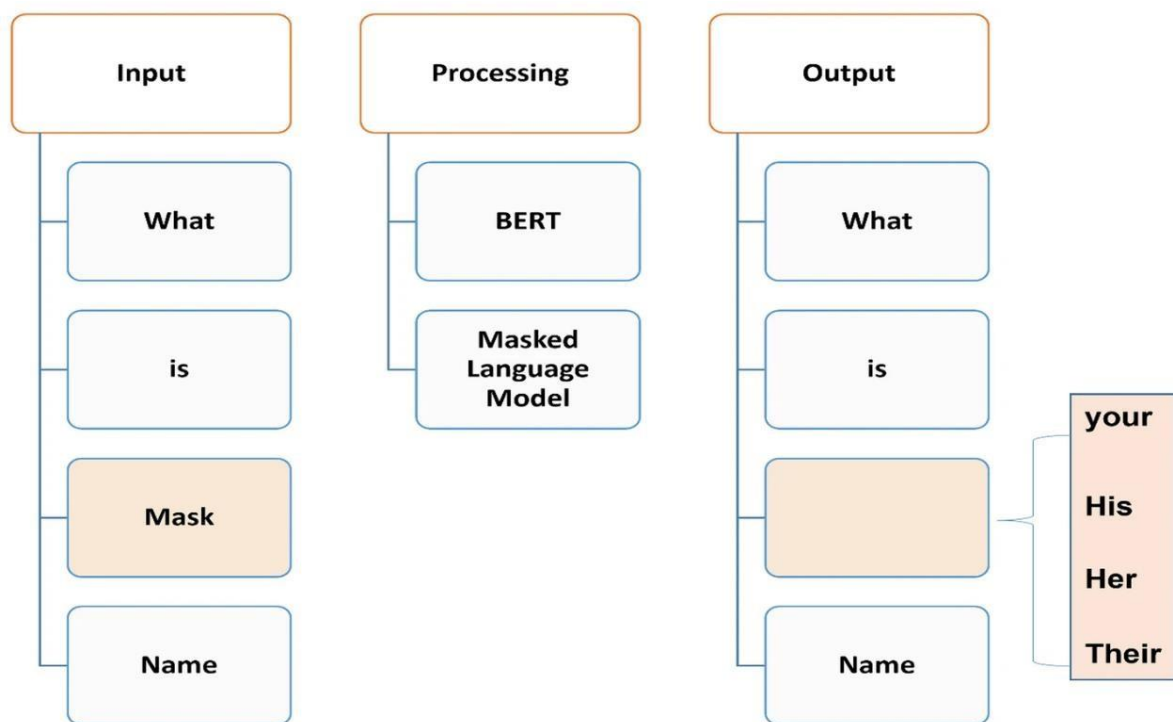 Input
What
is
Mask
Name
Processing
BERT
Masked
Language
Model
Output
What
is
Name
your
His
Her
Their